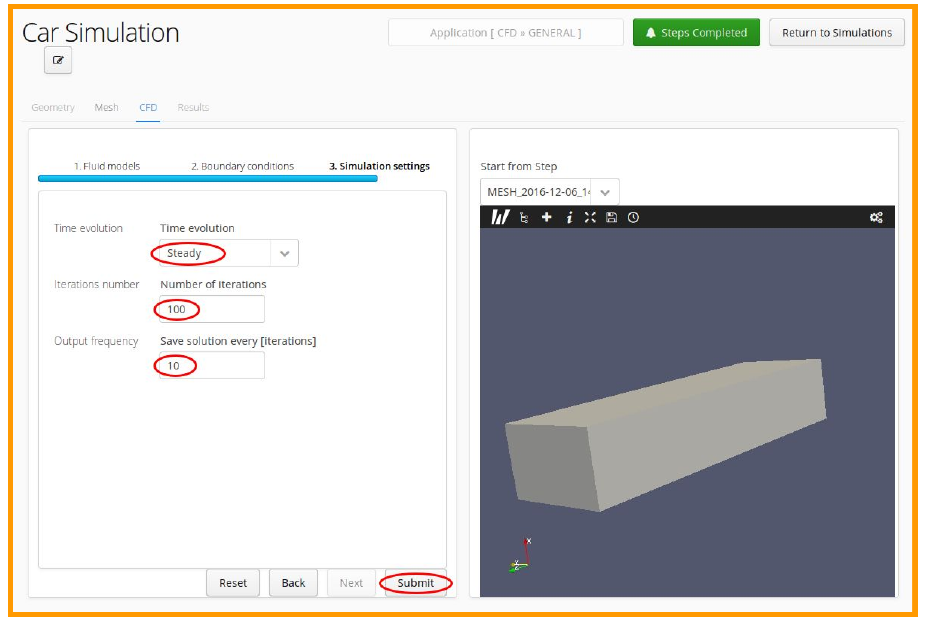 Car Simulation
Application [ CFD » GENERAL ]
Steps Completed
Return to Simulations
Geometry Mesh CFD Results
1. Fluid models 2. Boundary conditions 3. Simulation settings
Time evolution Time evolution
Steady
Iterations number Number of Iterations
100
Output frequency Save solution every [iterations]
10
Reset Back Next Submit
Start from Step
MESH_2016-12-06_14